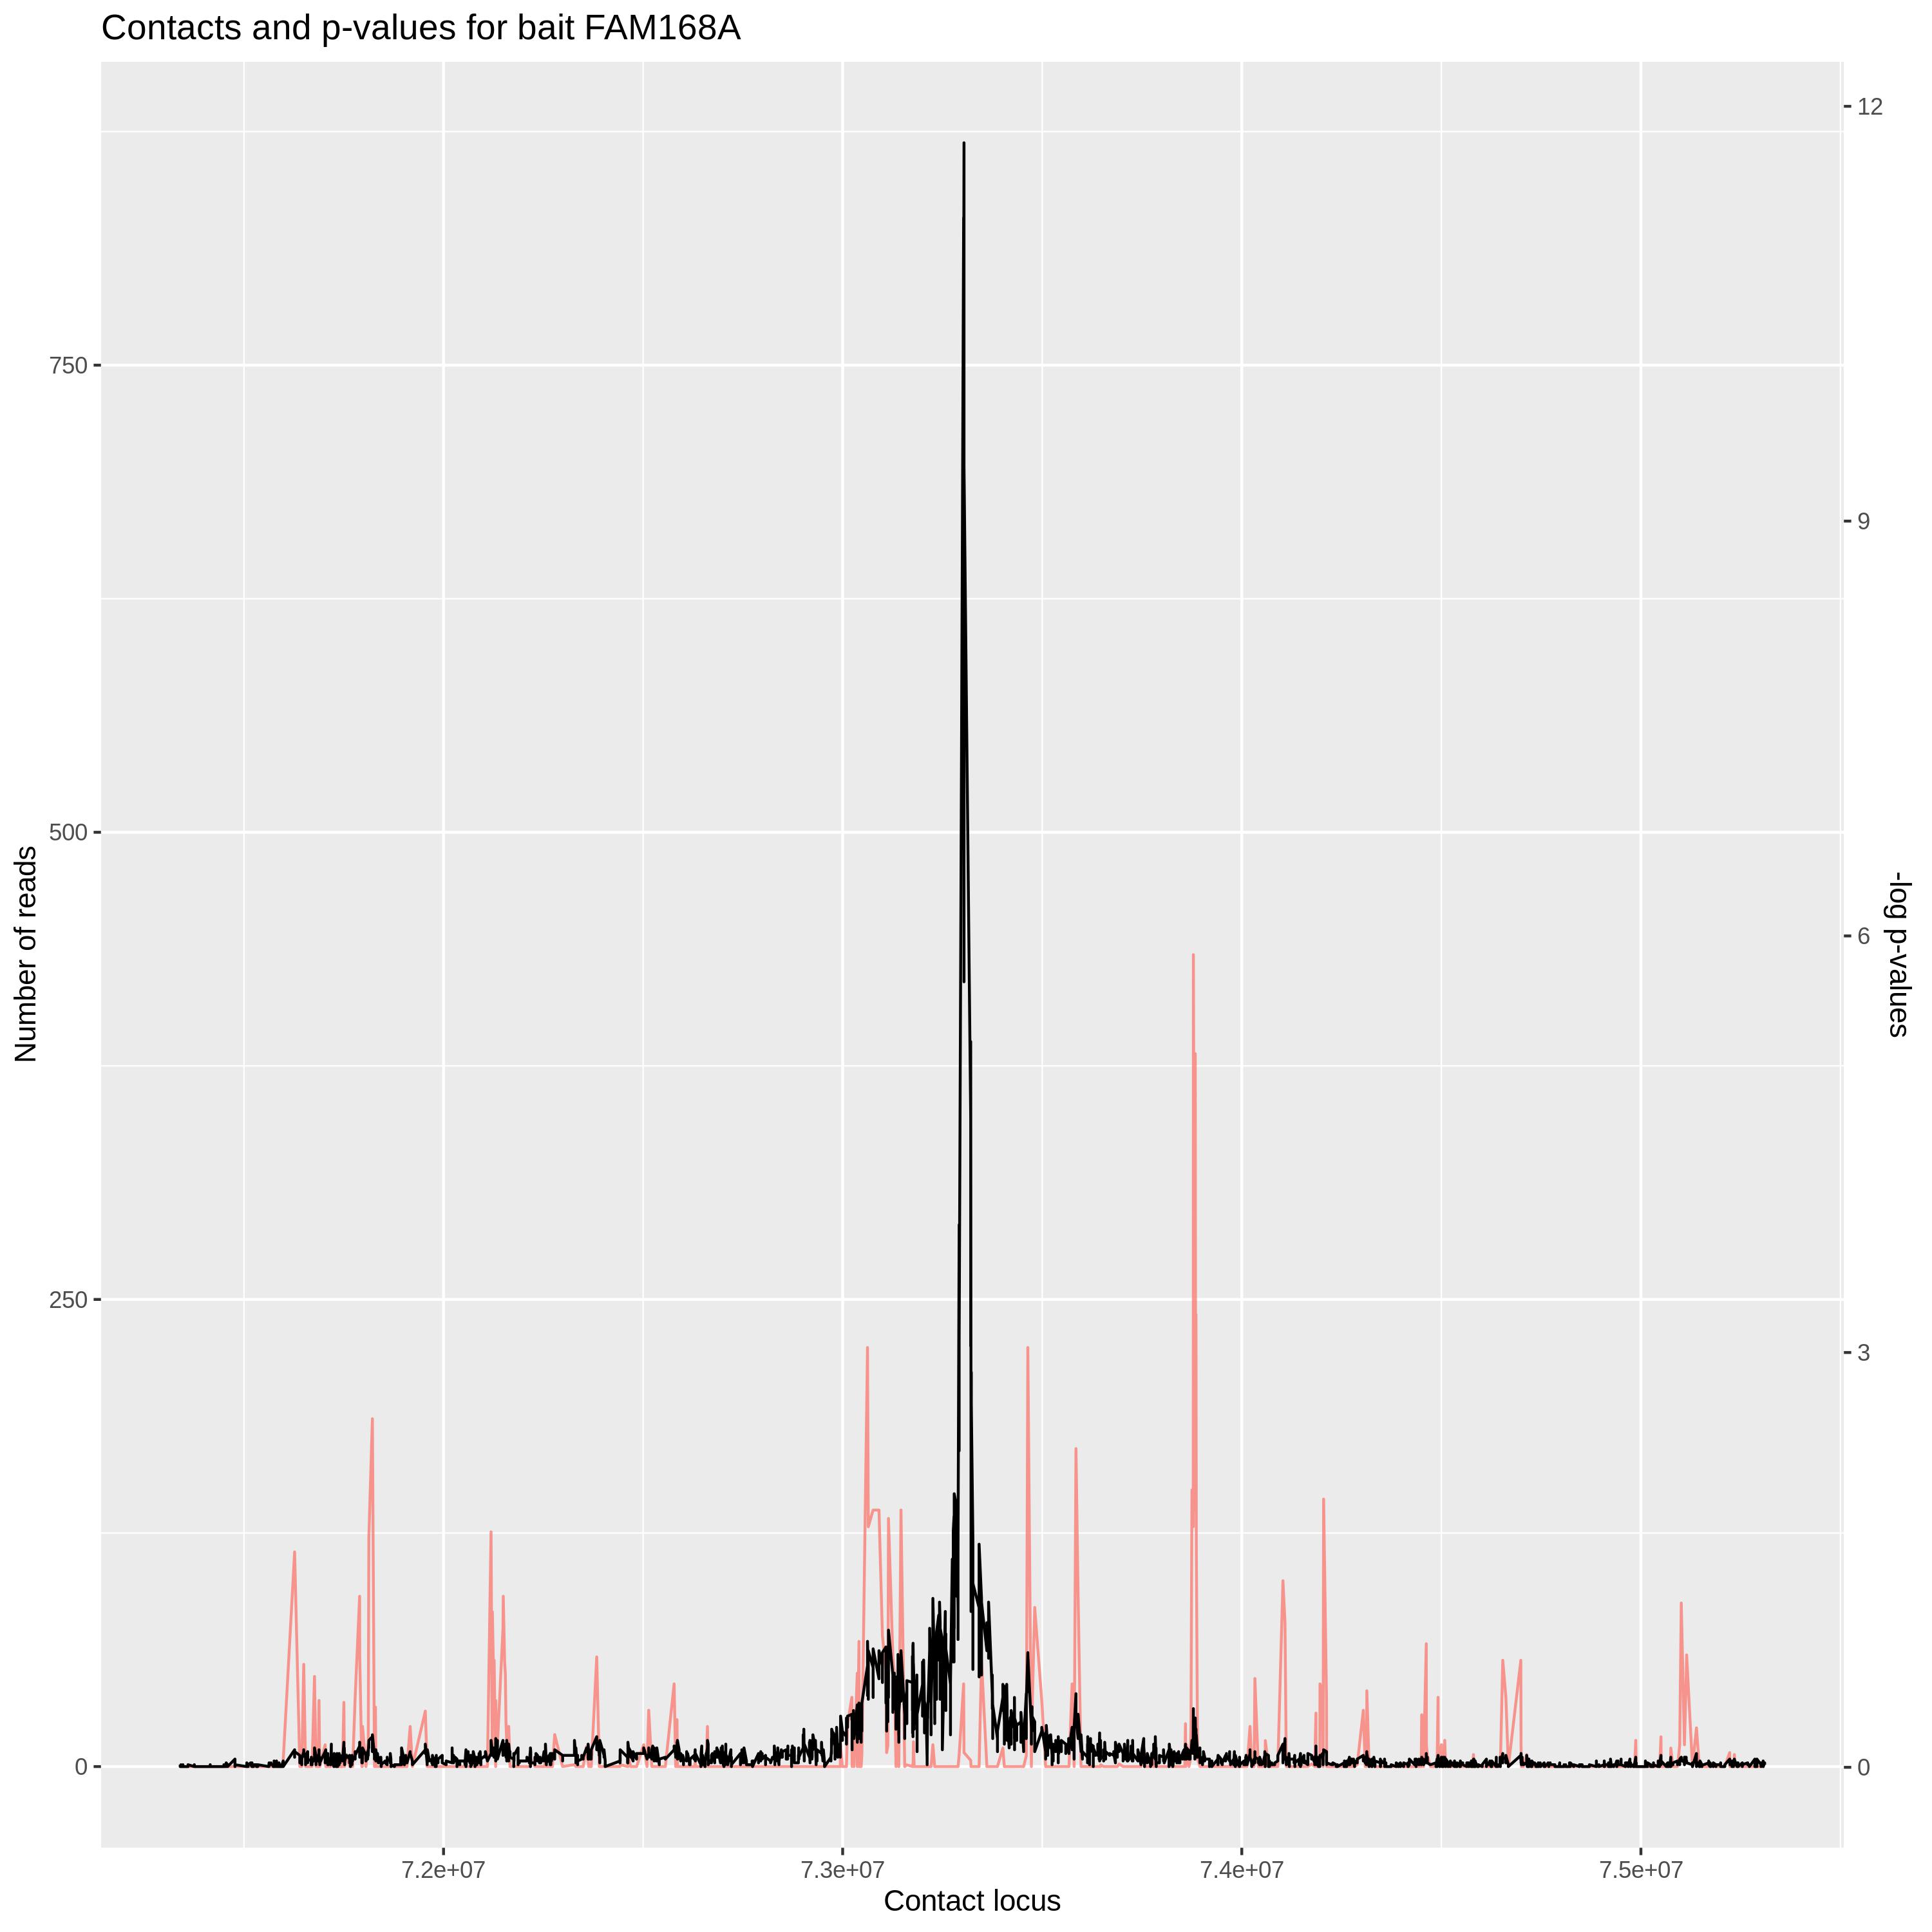 Contacts and p-values for bait FAM168A
12
750
9
500
6
Number of reads
-log p-values
250
3
0
0
7.2e+07
7.3e+07
7.4e+07
7.5e+07
Contact locus